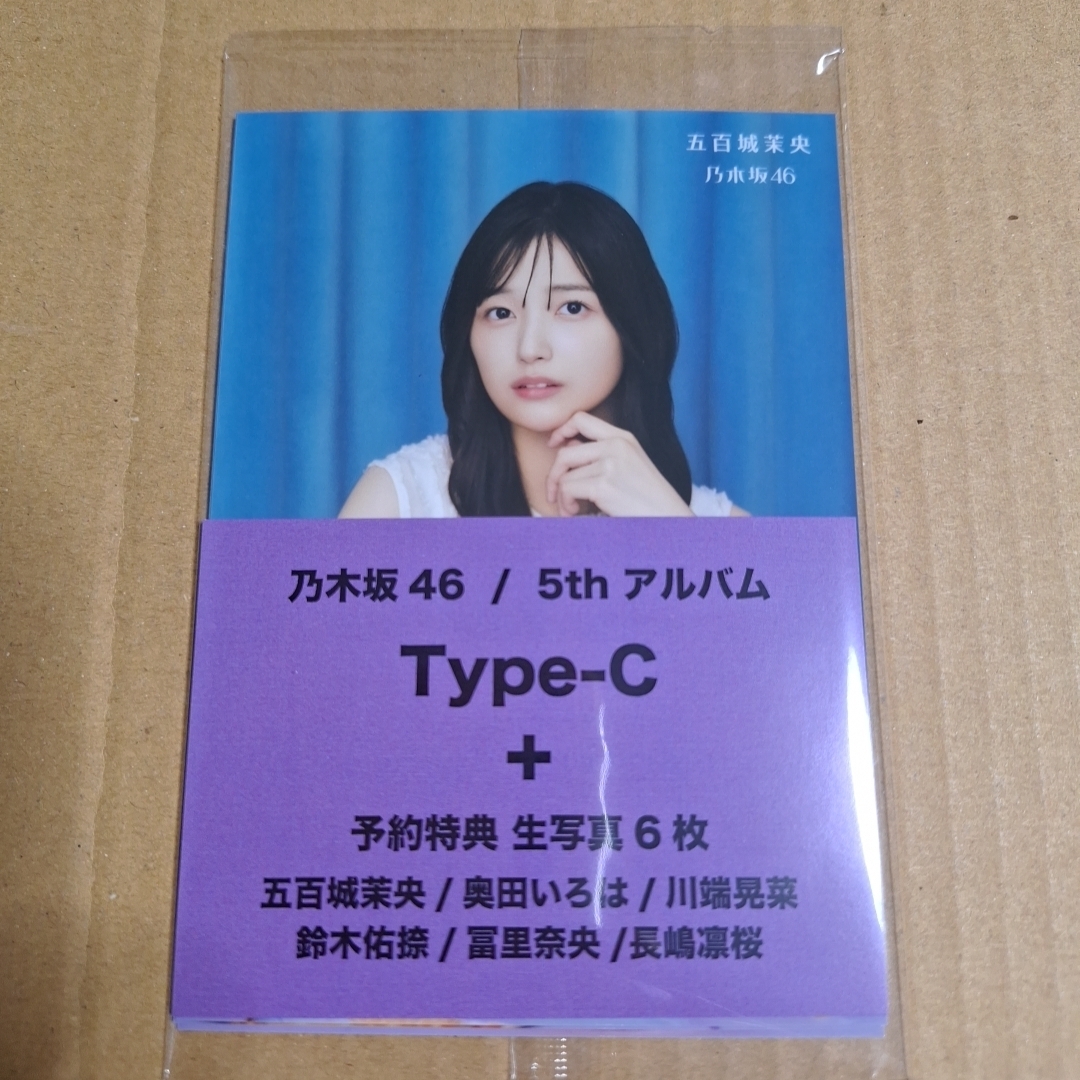 五百城茉央
乃木坂46
乃木坂 46 / 5th アルバム
Type-C
+
予約特典 生写真 6 枚
五百城茉央 / 奥田いろは / 川端晃菜
鈴木佑捺 / 冨里奈央 /長嶋凛桜